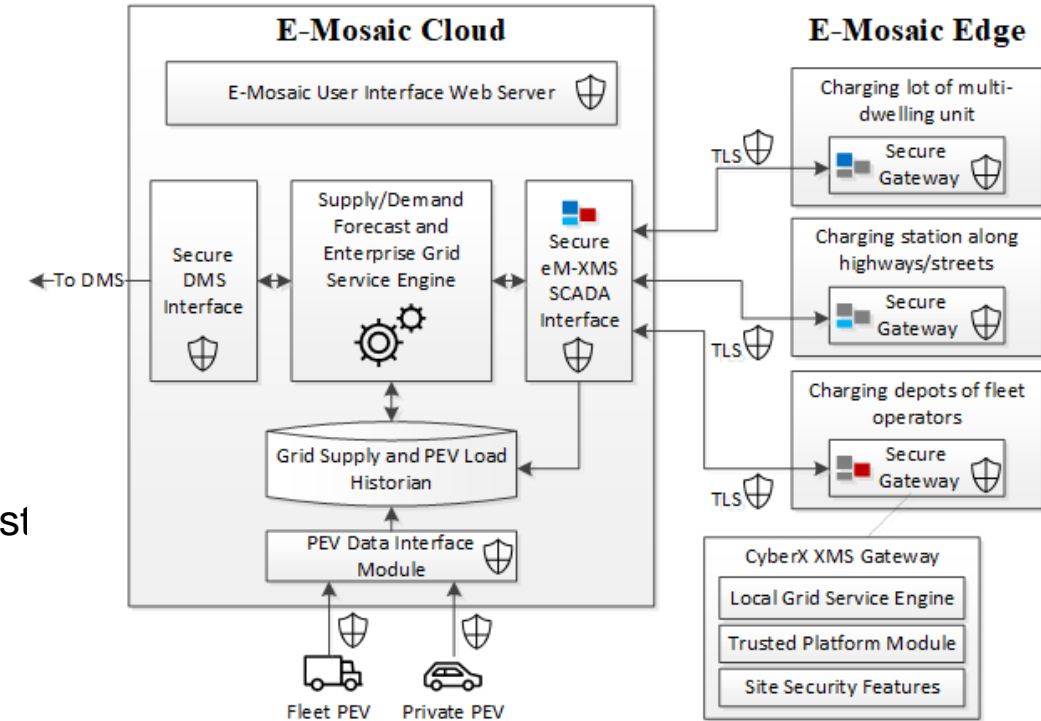 E-Mosaic Cloud
E-Mosaic User Interface Web Server
To DMS
Secure
DMS
Interface
Supply/Demand
Forecast and
Enterprise Grid
Service Engine
Secure
eM-XMS
SCADA
Interface
Grid Supply and PEV Load
Historian
PEV Data Interface
Module
Fleet PEV
Private PEV
E-Mosaic Edge
TLS
Charging lot of multi-
dwelling unit
Secure
Gateway
TLS
Charging station along
highways/streets
Secure
Gateway
TLS
Charging depots of fleet
operators
Secure
Gateway
CyberX XMS Gateway
Local Grid Service Engine
Trusted Platform Module
Site Security Features